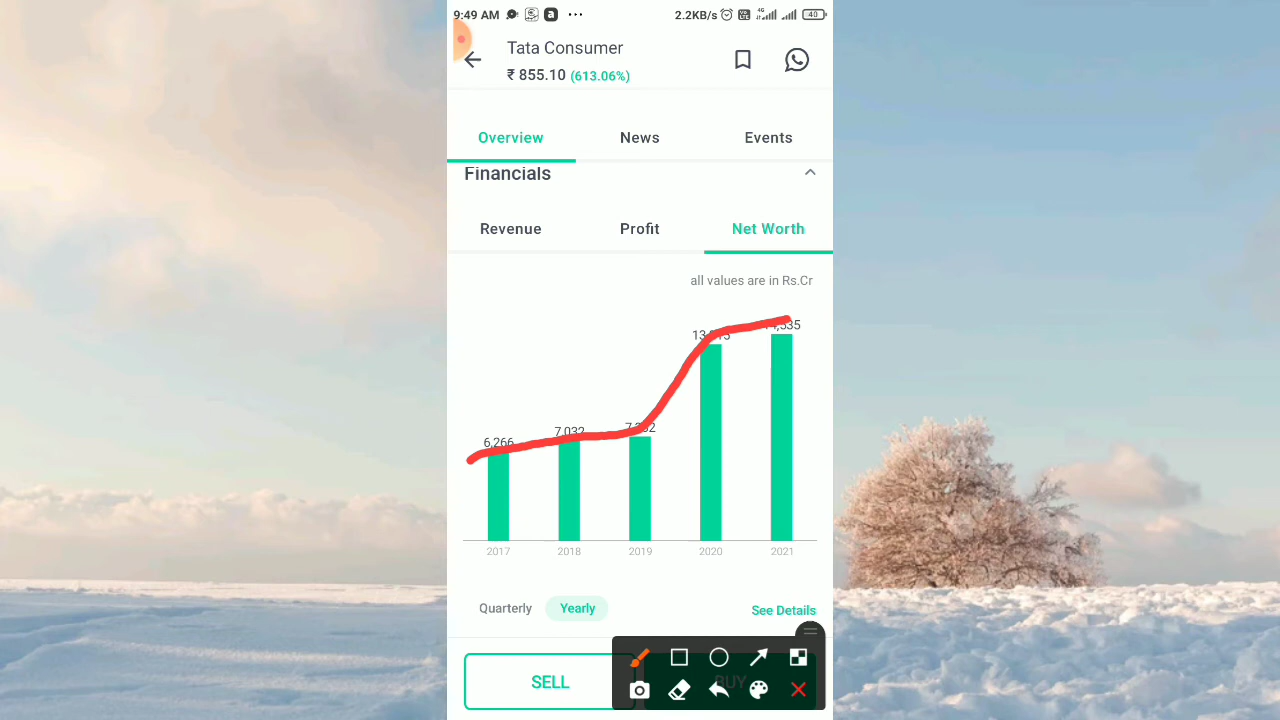 9:49 AM
2.2KB/s
4G
40
Tata Consumer
₹ 855.10 (613.06%)
Overview
News
Events
Financials
Revenue
Profit
Net Worth
all values are in Rs.Cr
6,266
7,032
2017
2018
2019
2020
2021
Quarterly
Yearly
See Details
SELL
BUY